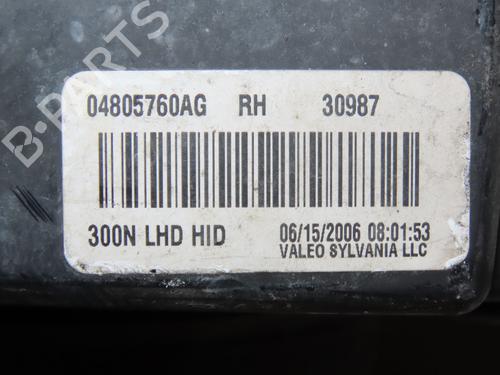 B-PARTS
04805760AG RH 30987
300N LHD HID 06/15/2006 08:01:53
VALEO SYLVANIA LLC